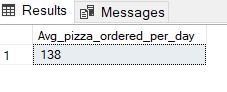 Results Messages
Avg_pizza_ordered_per_day
1 138